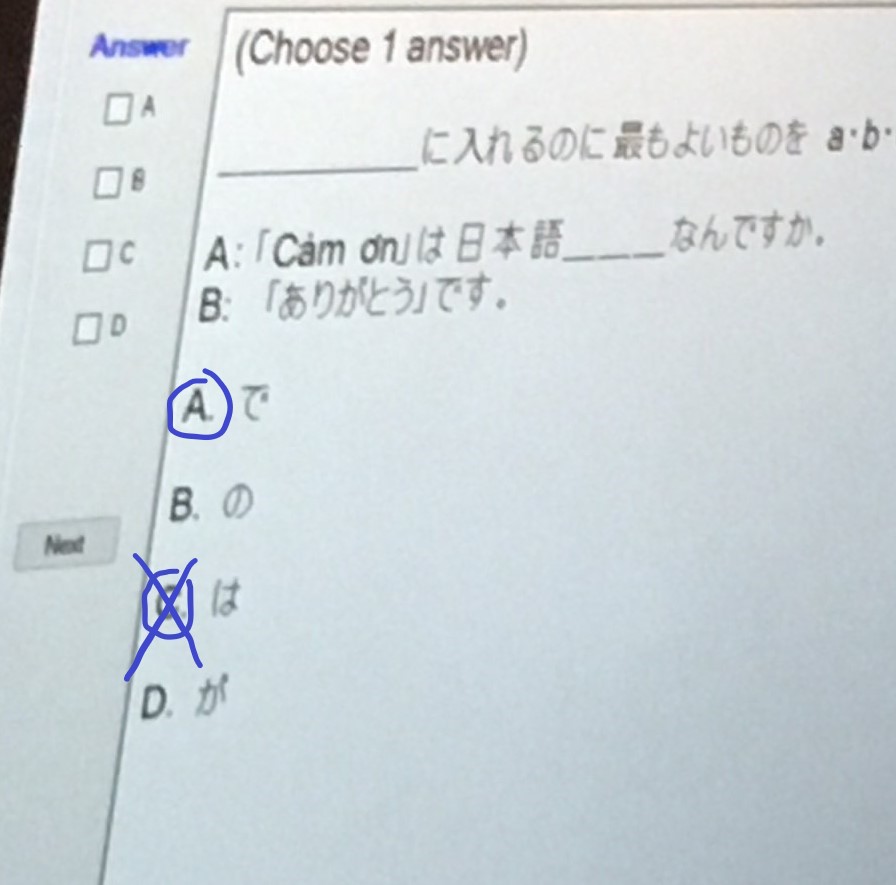 Answer
(Choose 1 answer)
A
B
C
D
________に入れるのに最もよいものを a・b・
A:「Cảm ơn」は日本語____なんですか。
B: 「ありがとう」です。
A. で
B. の
C. は
D. が
Next